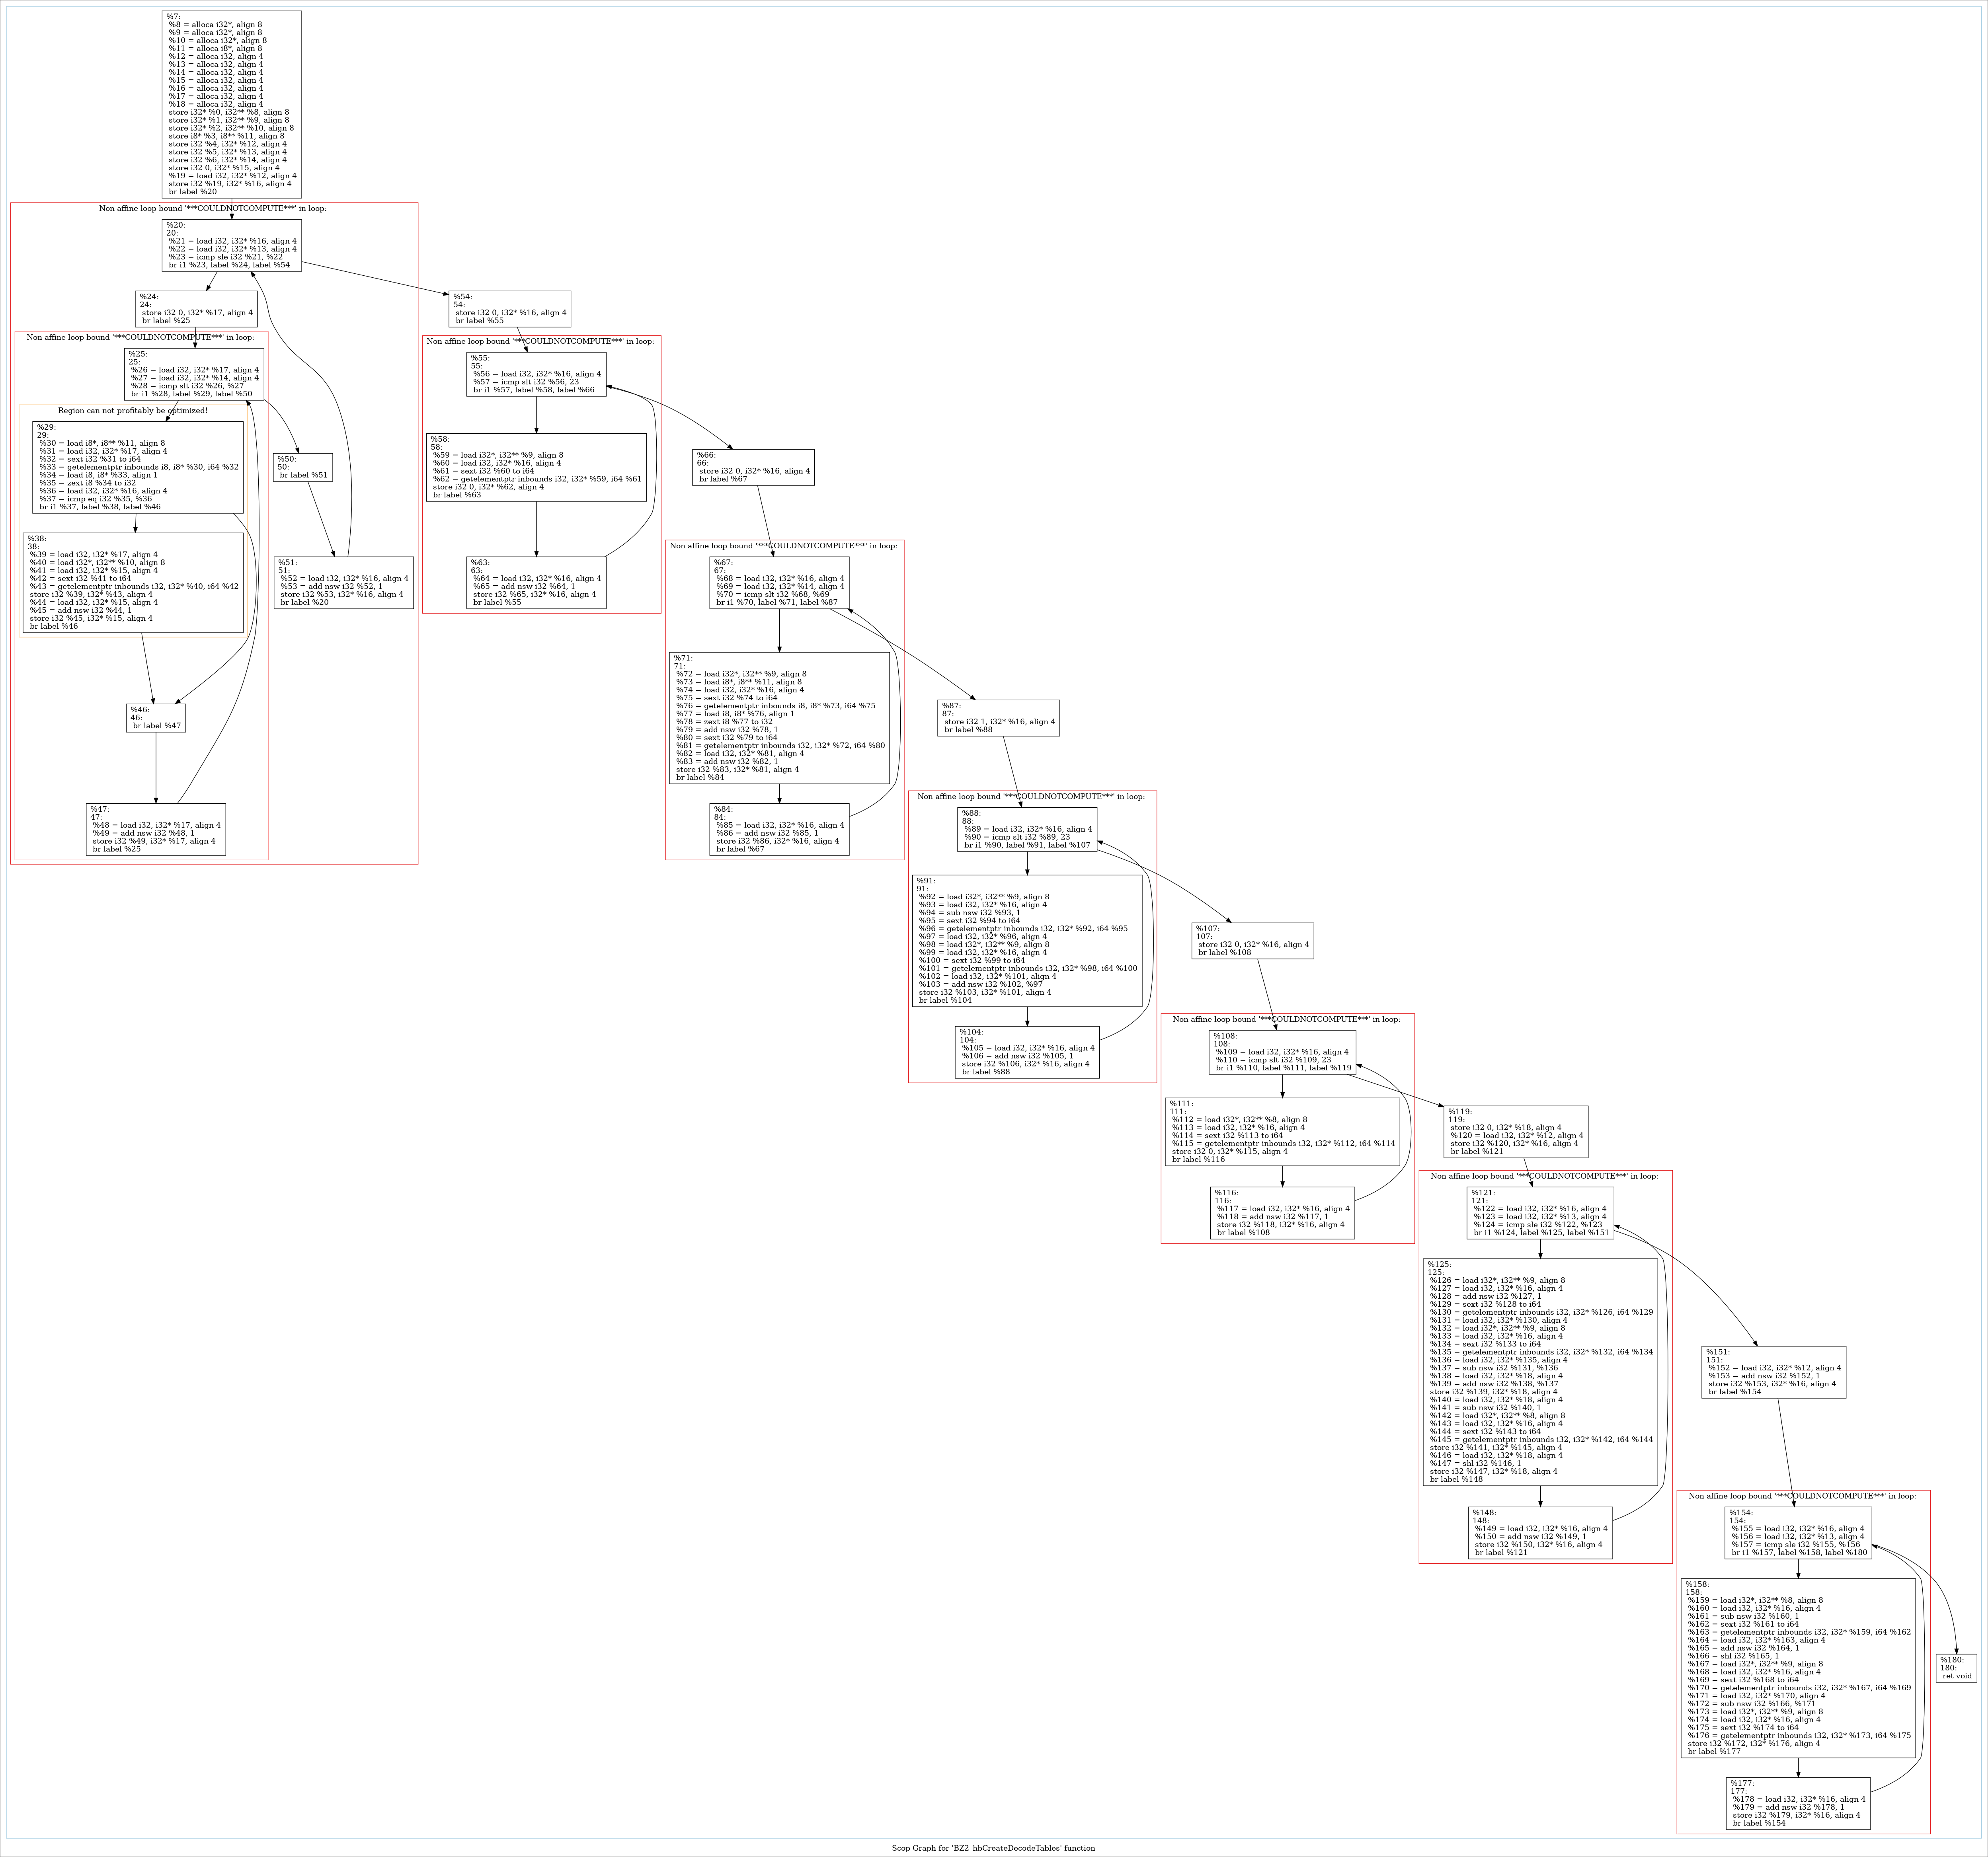 %7:
%8 = alloca i32*, align 8
%9 = alloca i32*, align 8
%10 = alloca i32*, align 8
%11 = alloca i8*, align 8
%12 = alloca i32, align 4
%13 = alloca i32, align 4
%14 = alloca i32, align 4
%15 = alloca i32, align 4
%16 = alloca i32, align 4
%17 = alloca i32, align 4
%18 = alloca i32, align 4
store i32* %0, i32** %8, align 8
store i32* %1, i32** %9, align 8
store i32* %2, i32** %10, align 8
store i8* %3, i8** %11, align 8
store i32 %4, i32* %12, align 4
store i32 %5, i32* %13, align 4
store i32 %6, i32* %14, align 4
store i32 0, i32* %15, align 4
%19 = load i32, i32* %12, align 4
store i32 %19, i32* %16, align 4
br label %20
Non affine loop bound '***COULDNOTCOMPUTE***' in loop:
%20:
20:
%21 = load i32, i32* %16, align 4
%22 = load i32, i32* %13, align 4
%23 = icmp sle i32 %21, %22
br i1 %23, label %24, label %54
%24:
24:
store i32 0, i32* %17, align 4
br label %25
Non affine loop bound '***COULDNOTCOMPUTE***' in loop:
%25:
25:
%26 = load i32, i32* %17, align 4
%27 = load i32, i32* %14, align 4
%28 = icmp slt i32 %26, %27
br i1 %28, label %29, label %50
Region can not profitably be optimized!
%29:
29:
%30 = load i8*, i8** %11, align 8
%31 = load i32, i32* %17, align 4
%32 = sext i32 %31 to i64
%33 = getelementptr inbounds i8, i8* %30, i64 %32
%34 = load i8, i8* %33, align 1
%35 = zext i8 %34 to i32
%36 = load i32, i32* %16, align 4
%37 = icmp eq i32 %35, %36
br i1 %37, label %38, label %46
%38:
38:
%39 = load i32, i32* %17, align 4
%40 = load i32*, i32** %10, align 8
%41 = load i32, i32* %15, align 4
%42 = sext i32 %41 to i64
%43 = getelementptr inbounds i32, i32* %40, i64 %42
store i32 %39, i32* %43, align 4
%44 = load i32, i32* %15, align 4
%45 = add nsw i32 %44, 1
store i32 %45, i32* %15, align 4
br label %46
%46:
46:
br label %47
%47:
47:
%48 = load i32, i32* %17, align 4
%49 = add nsw i32 %48, 1
store i32 %49, i32* %17, align 4
br label %25
%50:
50:
br label %51
%51:
51:
%52 = load i32, i32* %16, align 4
%53 = add nsw i32 %52, 1
store i32 %53, i32* %16, align 4
br label %20
%54:
54:
store i32 0, i32* %16, align 4
br label %55
Non affine loop bound '***COULDNOTCOMPUTE***' in loop:
%55:
55:
%56 = load i32, i32* %16, align 4
%57 = icmp slt i32 %56, 23
br i1 %57, label %58, label %66
%58:
58:
%59 = load i32*, i32** %9, align 8
%60 = load i32, i32* %16, align 4
%61 = sext i32 %60 to i64
%62 = getelementptr inbounds i32, i32* %59, i64 %61
store i32 0, i32* %62, align 4
br label %63
%63:
63:
%64 = load i32, i32* %16, align 4
%65 = add nsw i32 %64, 1
store i32 %65, i32* %16, align 4
br label %55
%66:
66:
store i32 0, i32* %16, align 4
br label %67
Non affine loop bound '***COULDNOTCOMPUTE***' in loop:
%67:
67:
%68 = load i32, i32* %16, align 4
%69 = load i32, i32* %14, align 4
%70 = icmp slt i32 %68, %69
br i1 %70, label %71, label %87
%71:
71:
%72 = load i32*, i32** %9, align 8
%73 = load i8*, i8** %11, align 8
%74 = load i32, i32* %16, align 4
%75 = sext i32 %74 to i64
%76 = getelementptr inbounds i8, i8* %73, i64 %75
%77 = load i8, i8* %76, align 1
%78 = zext i8 %77 to i32
%79 = add nsw i32 %78, 1
%80 = sext i32 %79 to i64
%81 = getelementptr inbounds i32, i32* %72, i64 %80
%82 = load i32, i32* %81, align 4
%83 = add nsw i32 %82, 1
store i32 %83, i32* %81, align 4
br label %84
%84:
84:
%85 = load i32, i32* %16, align 4
%86 = add nsw i32 %85, 1
store i32 %86, i32* %16, align 4
br label %67
%87:
87:
store i32 1, i32* %16, align 4
br label %88
Non affine loop bound '***COULDNOTCOMPUTE***' in loop:
%88:
88:
%89 = load i32, i32* %16, align 4
%90 = icmp slt i32 %89, 23
br i1 %90, label %91, label %107
%91:
91:
%92 = load i32*, i32** %9, align 8
%93 = load i32, i32* %16, align 4
%94 = sub nsw i32 %93, 1
%95 = sext i32 %94 to i64
%96 = getelementptr inbounds i32, i32* %92, i64 %95
%97 = load i32, i32* %96, align 4
%98 = load i32*, i32** %9, align 8
%99 = load i32, i32* %16, align 4
%100 = sext i32 %99 to i64
%101 = getelementptr inbounds i32, i32* %98, i64 %100
%102 = load i32, i32* %101, align 4
%103 = add nsw i32 %102, %97
store i32 %103, i32* %101, align 4
br label %104
%104:
104:
%105 = load i32, i32* %16, align 4
%106 = add nsw i32 %105, 1
store i32 %106, i32* %16, align 4
br label %88
%107:
107:
store i32 0, i32* %16, align 4
br label %108
Non affine loop bound '***COULDNOTCOMPUTE***' in loop:
%108:
108:
%109 = load i32, i32* %16, align 4
%110 = icmp slt i32 %109, 23
br i1 %110, label %111, label %119
%111:
111:
%112 = load i32*, i32** %8, align 8
%113 = load i32, i32* %16, align 4
%114 = sext i32 %113 to i64
%115 = getelementptr inbounds i32, i32* %112, i64 %114
store i32 0, i32* %115, align 4
br label %116
%116:
116:
%117 = load i32, i32* %16, align 4
%118 = add nsw i32 %117, 1
store i32 %118, i32* %16, align 4
br label %108
%119:
119:
store i32 0, i32* %18, align 4
%120 = load i32, i32* %12, align 4
store i32 %120, i32* %16, align 4
br label %121
Non affine loop bound '***COULDNOTCOMPUTE***' in loop:
%121:
121:
%122 = load i32, i32* %16, align 4
%123 = load i32, i32* %13, align 4
%124 = icmp sle i32 %122, %123
br i1 %124, label %125, label %151
%125:
125:
%126 = load i32*, i32** %9, align 8
%127 = load i32, i32* %16, align 4
%128 = add nsw i32 %127, 1
%129 = sext i32 %128 to i64
%130 = getelementptr inbounds i32, i32* %126, i64 %129
%131 = load i32, i32* %130, align 4
%132 = load i32*, i32** %9, align 8
%133 = load i32, i32* %16, align 4
%134 = sext i32 %133 to i64
%135 = getelementptr inbounds i32, i32* %132, i64 %134
%136 = load i32, i32* %135, align 4
%137 = sub nsw i32 %131, %136
%138 = load i32, i32* %18, align 4
%139 = add nsw i32 %138, %137
store i32 %139, i32* %18, align 4
%140 = load i32, i32* %18, align 4
%141 = sub nsw i32 %140, 1
%142 = load i32*, i32** %8, align 8
%143 = load i32, i32* %16, align 4
%144 = sext i32 %143 to i64
%145 = getelementptr inbounds i32, i32* %142, i64 %144
store i32 %141, i32* %145, align 4
%146 = load i32, i32* %18, align 4
%147 = shl i32 %146, 1
store i32 %147, i32* %18, align 4
br label %148
%148:
148:
%149 = load i32, i32* %16, align 4
%150 = add nsw i32 %149, 1
store i32 %150, i32* %16, align 4
br label %121
%151:
151:
%152 = load i32, i32* %12, align 4
%153 = add nsw i32 %152, 1
store i32 %153, i32* %16, align 4
br label %154
Non affine loop bound '***COULDNOTCOMPUTE***' in loop:
%154:
154:
%155 = load i32, i32* %16, align 4
%156 = load i32, i32* %13, align 4
%157 = icmp sle i32 %155, %156
br i1 %157, label %158, label %180
%158:
158:
%159 = load i32*, i32** %8, align 8
%160 = load i32, i32* %16, align 4
%161 = sub nsw i32 %160, 1
%162 = sext i32 %161 to i64
%163 = getelementptr inbounds i32, i32* %159, i64 %162
%164 = load i32, i32* %163, align 4
%165 = add nsw i32 %164, 1
%166 = shl i32 %165, 1
%167 = load i32*, i32** %9, align 8
%168 = load i32, i32* %16, align 4
%169 = sext i32 %168 to i64
%170 = getelementptr inbounds i32, i32* %167, i64 %169
%171 = load i32, i32* %170, align 4
%172 = sub nsw i32 %166, %171
%173 = load i32*, i32** %9, align 8
%174 = load i32, i32* %16, align 4
%175 = sext i32 %174 to i64
%176 = getelementptr inbounds i32, i32* %173, i64 %175
store i32 %172, i32* %176, align 4
br label %177
%177:
177:
%178 = load i32, i32* %16, align 4
%179 = add nsw i32 %178, 1
store i32 %179, i32* %16, align 4
br label %154
%180:
180:
ret void
Scop Graph for 'BZ2_hbCreateDecodeTables' function